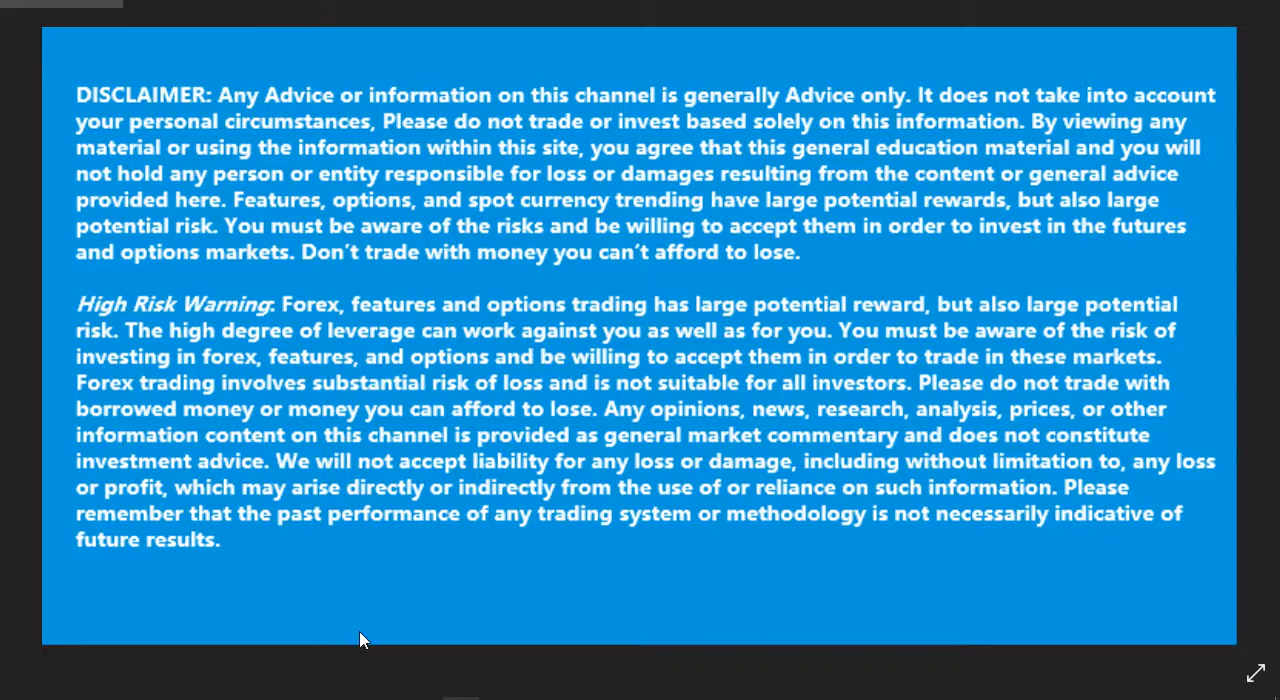 DISCLAIMER: Any Advice or information on this channel is generally Advice only. It does not take into account
your personal circumstances, Please do not trade or invest based solely on this information. By viewing any
material or using the information within this site, you agree that this general education material and you will
not hold any person or entity responsible for loss or damages resulting from the content or general advice
provided here. Features, options, and spot currency trending have large potential rewards, but also large
potential risk. You must be aware of the risks and be willing to accept them in order to invest in the futures
and options markets. Don't trade with money you can't afford to lose.
High Risk Warning: Forex, features and options trading has large potential reward, but also large potential
risk. The high degree of leverage can work against you as well as for you. You must be aware of the risk of
investing in forex, features, and options and be willing to accept them in order to trade in these markets.
Forex trading involves substantial risk of loss and is not suitable for all investors. Please do not trade with
borrowed money or money you can afford to lose. Any opinions, news, research, analysis, prices, or other
information content on this channel is provided as general market commentary and does not constitute
investment advice. We will not accept liability for any loss or damage, including without limitation to, any loss
or profit, which may arise directly or indirectly from the use of or reliance on such information. Please
remember that the past performance of any trading system or methodology is not necessarily indicative of
future results.